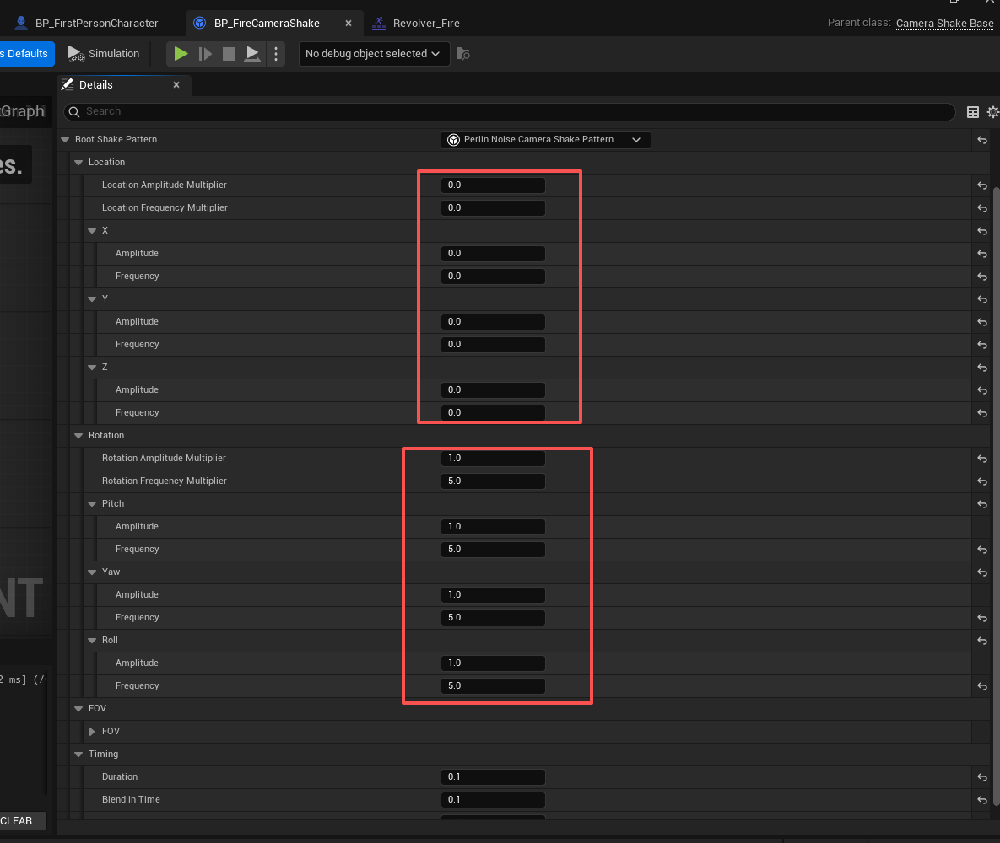 BP_FirstPersonCharacter BP_FireCameraShake Revolver_Fire Parent class: Camera Shake Base
s Defaults Simulation No debug object selected
Details
Graph Search
Root Shake Pattern Perlin Noise Camera Shake Pattern
es. Location
Location Amplitude Multiplier 0.0
Location Frequency Multiplier 0.0
X
Amplitude 0.0
Frequency 0.0
Y
Amplitude 0.0
Frequency 0.0
Z
Amplitude 0.0
Frequency 0.0
Rotation
Rotation Amplitude Multiplier 1.0
Rotation Frequency Multiplier 5.0
Pitch
Amplitude 1.0
Frequency 5.0
Yaw
NT Amplitude 1.0
Frequency 5.0
Roll
Amplitude 1.0
2 ms] (/ Frequency 5.0
FOV
FOV
Timing
Duration 0.1
Blend in Time 0.1
CLEAR